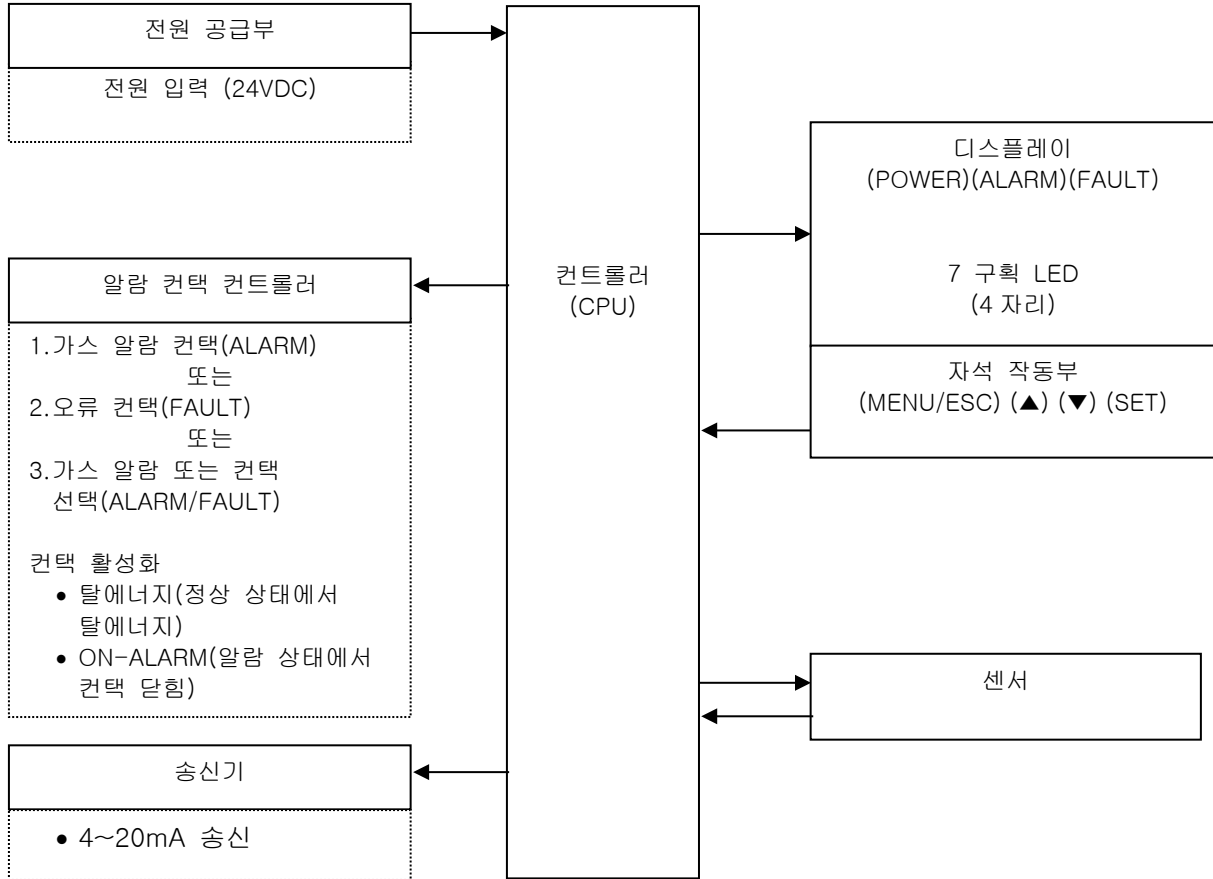 전원 공급부
전원 입력 (24VDC)
알람 컨택 컨트롤러
1.가스 알람 컨택(ALARM)
또는
2.오류 컨택(FAULT)
또는
3.가스 알람 또는 컨택
선택(ALARM/FAULT)
컨택 활성화
• 탈에너지(정상 상태에서
탈에너지)
• ON-ALARM(알람 상태에서
컨택 닫힘)
송신기
• 4~20mA 송신
컨트롤러
(CPU)
디스플레이
(POWER)(ALARM)(FAULT)
7 구획 LED
(4 자리)
자석 작동부
(MENU/ESC) (▲) (▼) (SET)
센서